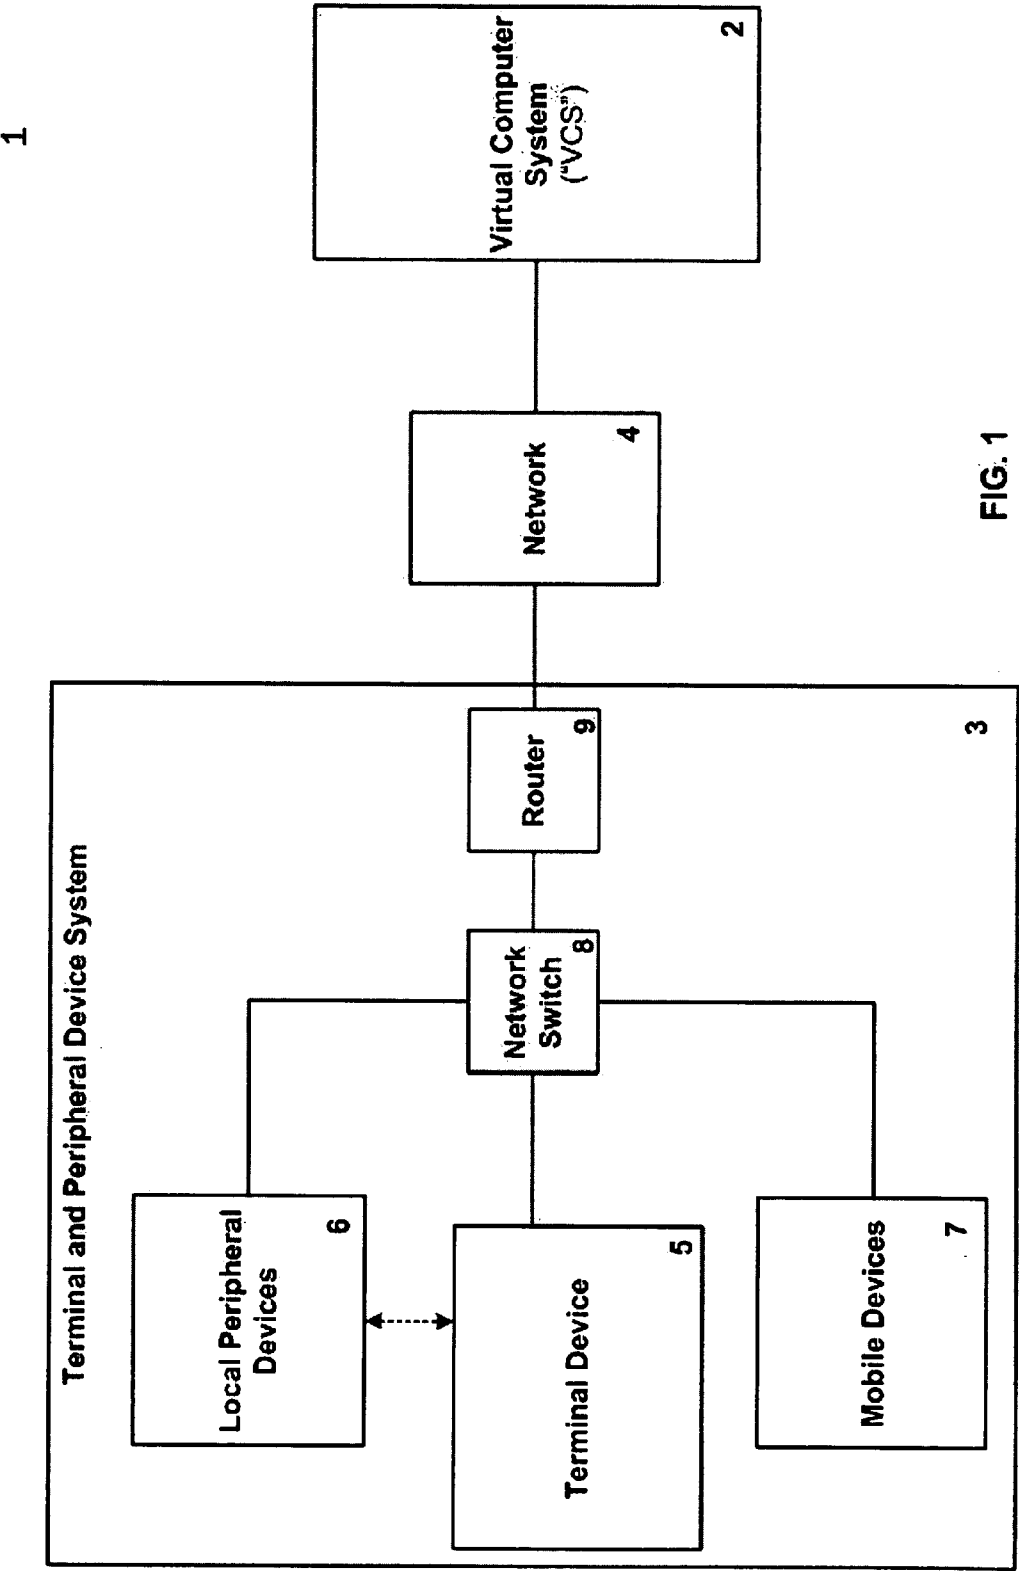 1
Terminal and Peripheral Device System
Local Peripheral
Devices
6
Terminal Device
5
Mobile Devices
7
Network
Switch
8
Router
9
3
Network
4
Virtual Computer
System
("VCS")
2
FIG. 1